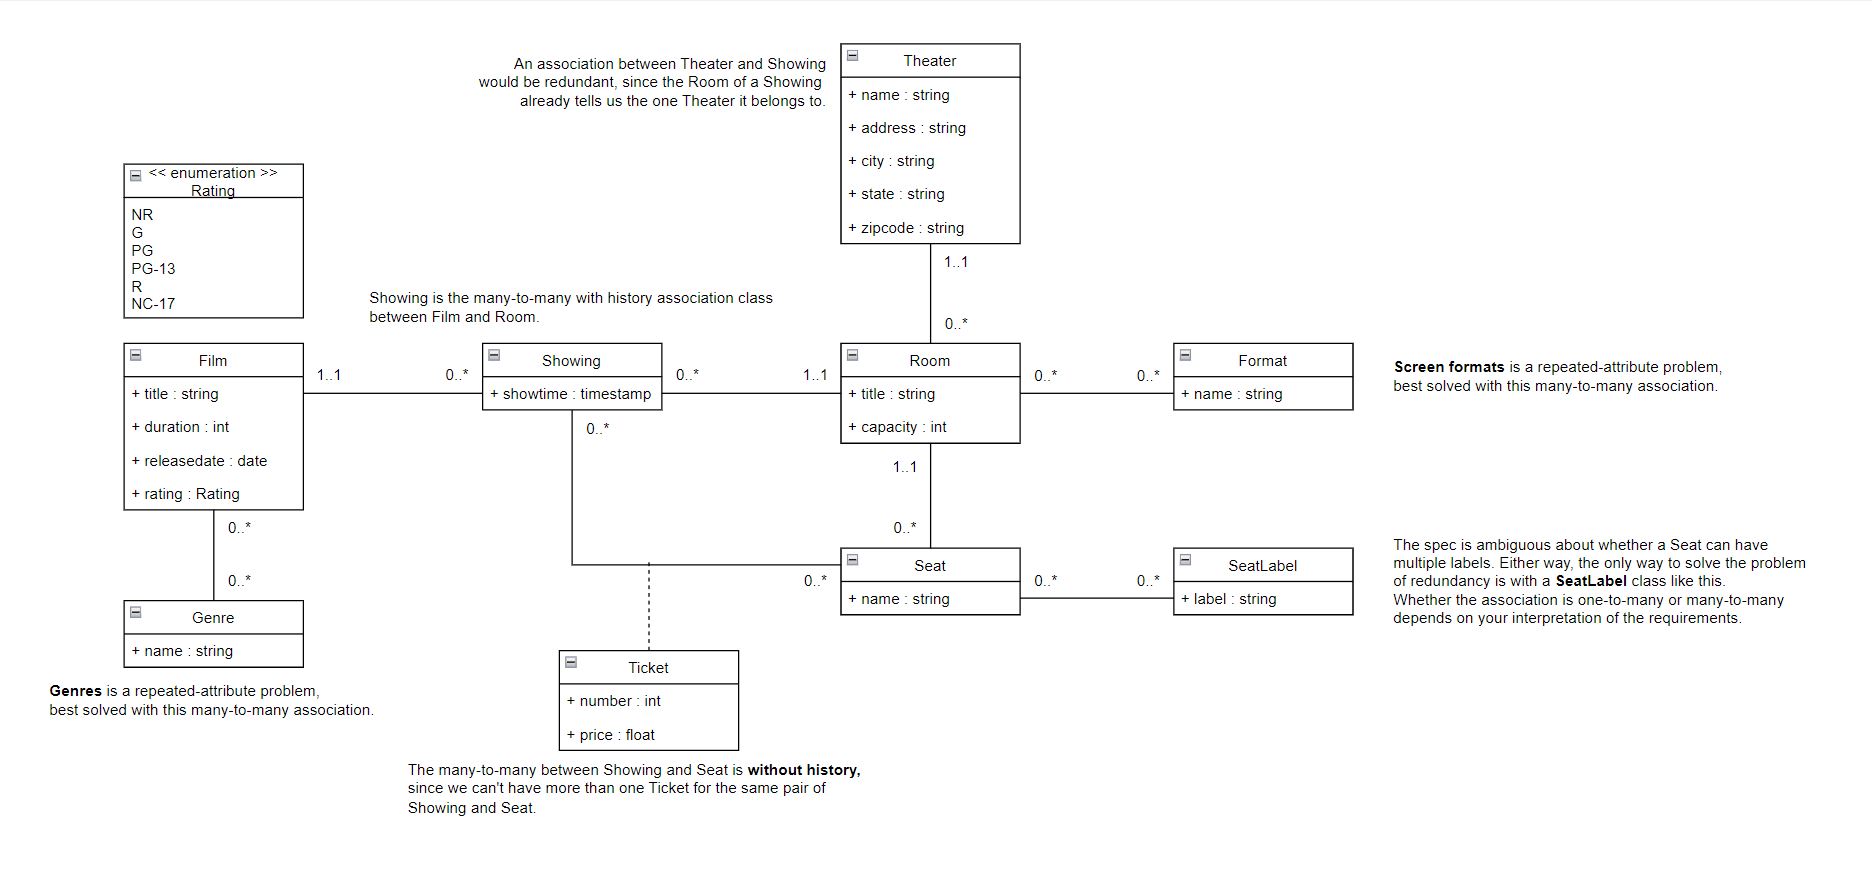 An association between Theater and Showing
would be redundant, since the Room of a Showing
already tells us the one Theater it belongs to.
Theater
+ name : string
+ address : string
+ city : string
+ state : string
+ zipcode : string
1..1
0..*
<< enumeration >>
Rating
NR
G
PG
PG-13
R
NC-17
Showing is the many-to-many with history association class
between Film and Room.
Film
+ title : string
+ duration : int
+ releasedate : date
+ rating : Rating
1..1
0..*
Showing
+ showtime : timestamp
0..*
1..1
0..*
Room
+ title : string
+ capacity : int
0..*
0..*
Format
+ name : string
Screen formats is a repeated-attribute problem,
best solved with this many-to-many association.
1..1
0..*
0..*
0..*
Genre
+ name : string
Genres is a repeated-attribute problem,
best solved with this many-to-many association.
0..*
Seat
+ name : string
0..*
0..*
SeatLabel
+ label : string
The spec is ambiguous about whether a Seat can have
multiple labels. Either way, the only way to solve the problem
of redundancy is with a SeatLabel class like this.
Whether the association is one-to-many or many-to-many
depends on your interpretation of the requirements.
Ticket
+ number : int
+ price : float
The many-to-many between Showing and Seat is without history,
since we can't have more than one Ticket for the same pair of
Showing and Seat.